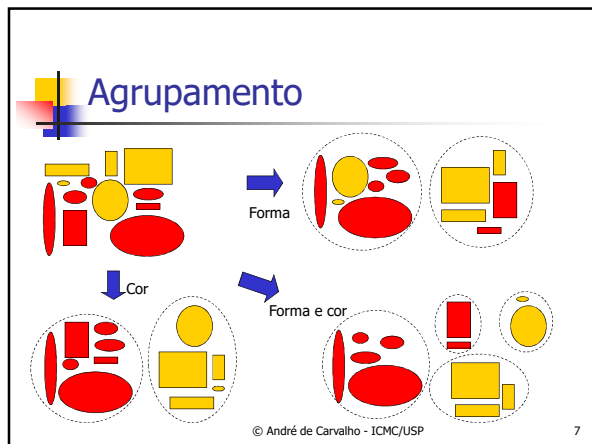 Agrupamento
Forma
Cor
Forma e cor
© André de Carvalho - ICMC/USP
7